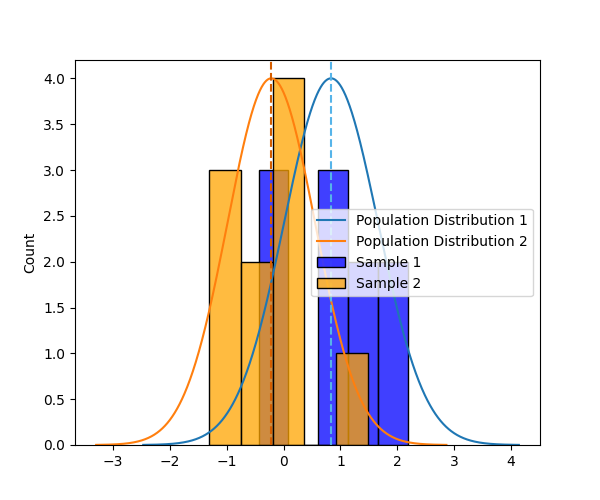 4.0
3.5
3.0
2.5
2.0
1.5
1.0
0.5
0.0
Count
Population Distribution 1
Population Distribution 2
Sample 1
Sample 2
−3 −2 −1 0 1 2 3 4